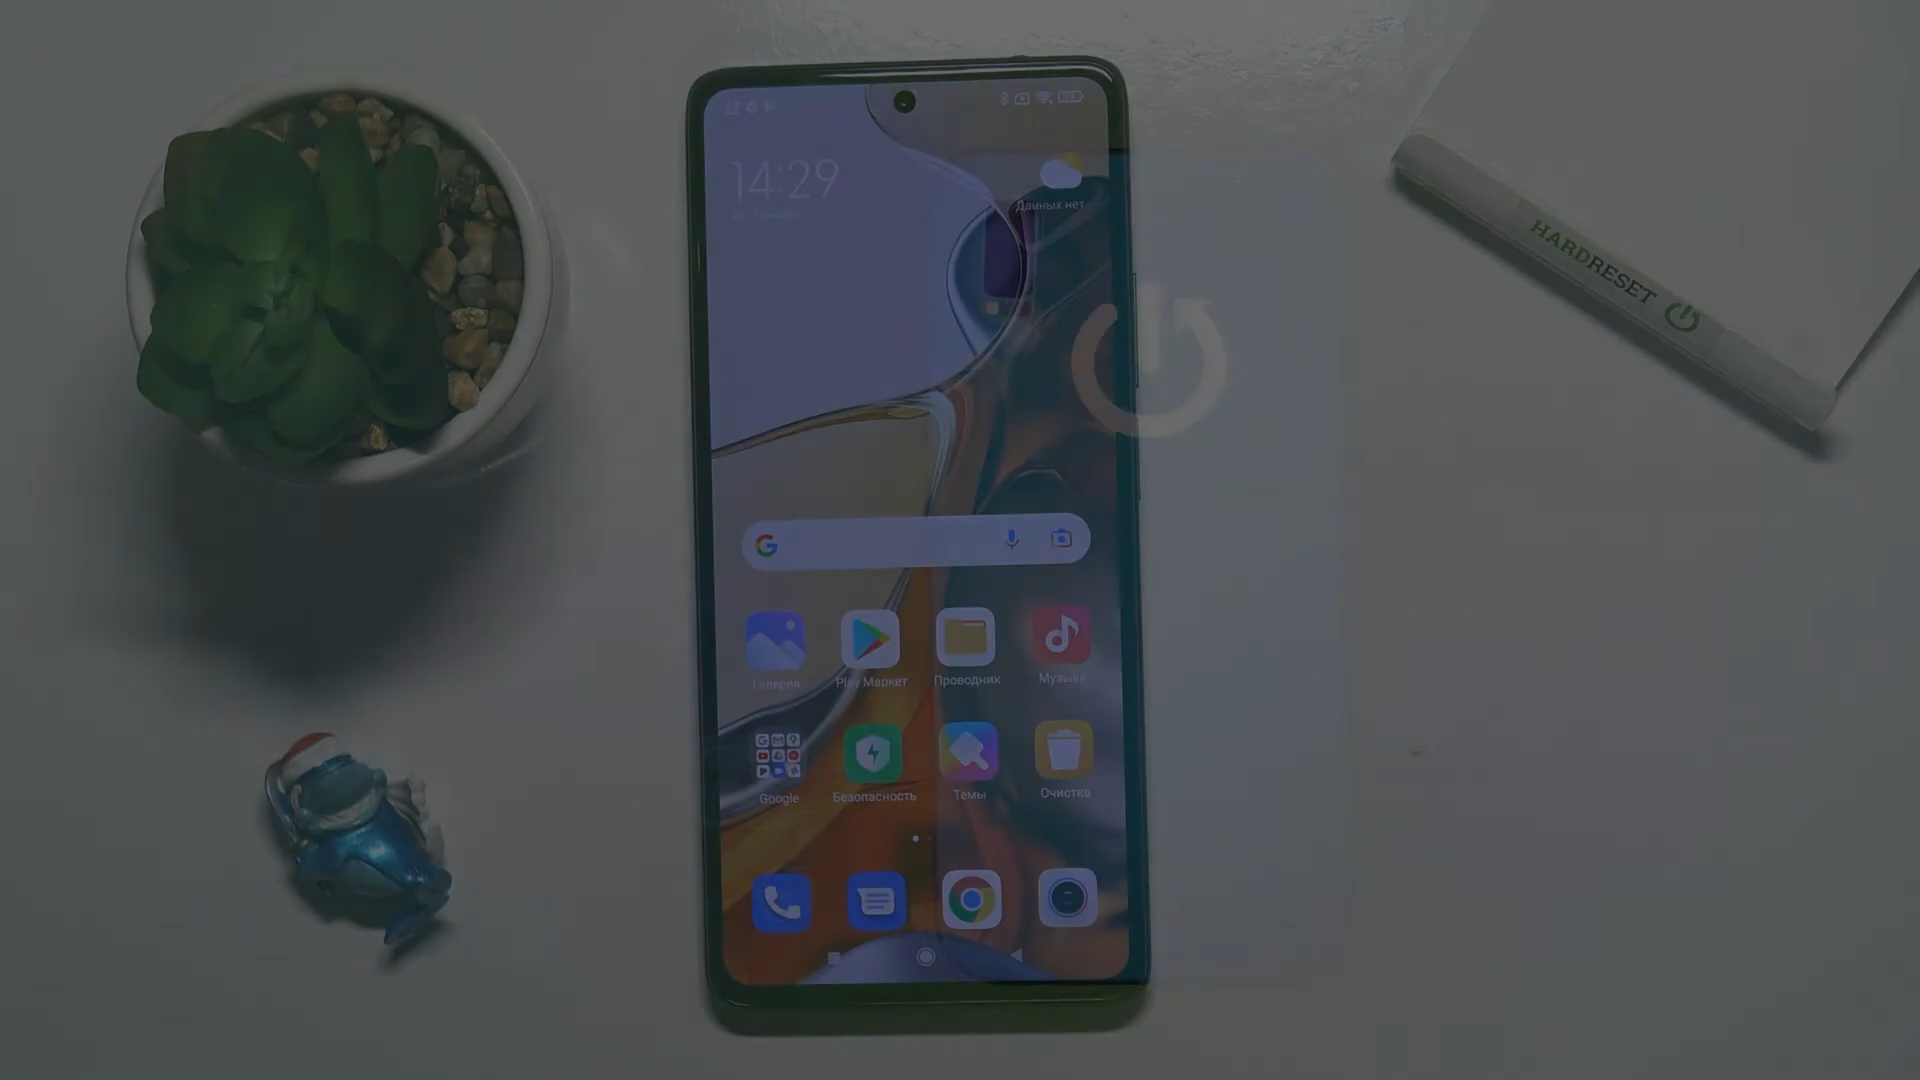 14:29
Данных нет
HARDRESET
Галерея
Play Маркет
Проводник
Музыка
Google
Безопасность
Темы
Очистка